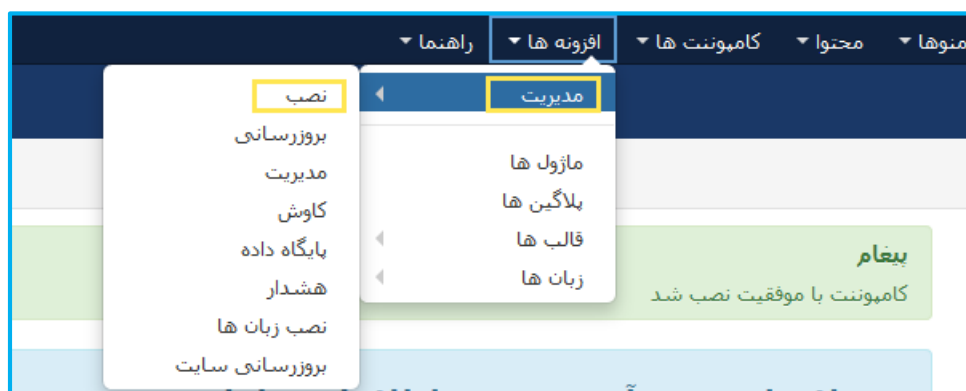 منوها محتوا کامپوننت ها افزونه ها راهنما
مدیریت
ماژول ها
پلاگین ها
قالب ها
زبان ها
نصب
بروزرسانی
مدیریت
کاوش
پایگاه داده
هشدار
نصب زبان ها
بروزرسانی سایت
پیغام
کامپوننت با موفقیت نصب شد